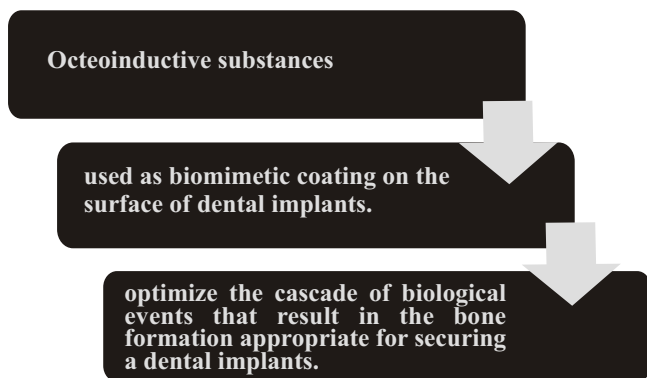 Octeoinductive substances
used as biomimetic coating on the
surface of dental implants.
optimize the cascade of biological
events that result in the bone
formation appropriate for securing
a dental implants.